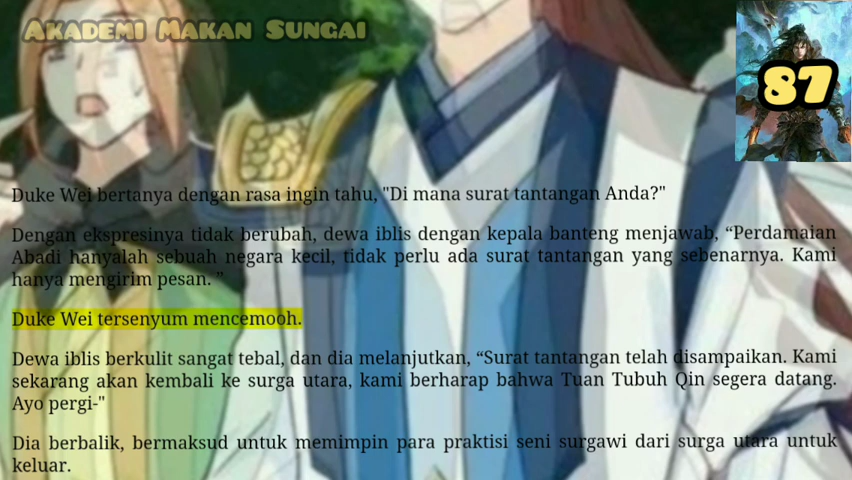 Akademi Makan Sungai
87
Duke Wei bertanya dengan rasa ingin tahu, "Di mana surat tantangan Anda?"
Dengan ekspresinya tidak berubah, dewa iblis dengan kepala banteng menjawab, “Perdamaian
Abadi hanyalah sebuah negara kecil, tidak perlu ada surat tantangan yang sebenarnya. Kami
hanya mengirim pesan. ”
Duke Wei tersenyum mencemooh.
Dewa iblis berkulit sangat tebal, dan dia melanjutkan, “Surat tantangan telah disampaikan. Kami
sekarang akan kembali ke surga utara, kami berharap bahwa Tuan Tubuh Qin segera datang.
Ayo pergi-"
Dia berbalik, bermaksud untuk memimpin para praktisi seni surgawi dari surga utara untuk
keluar.